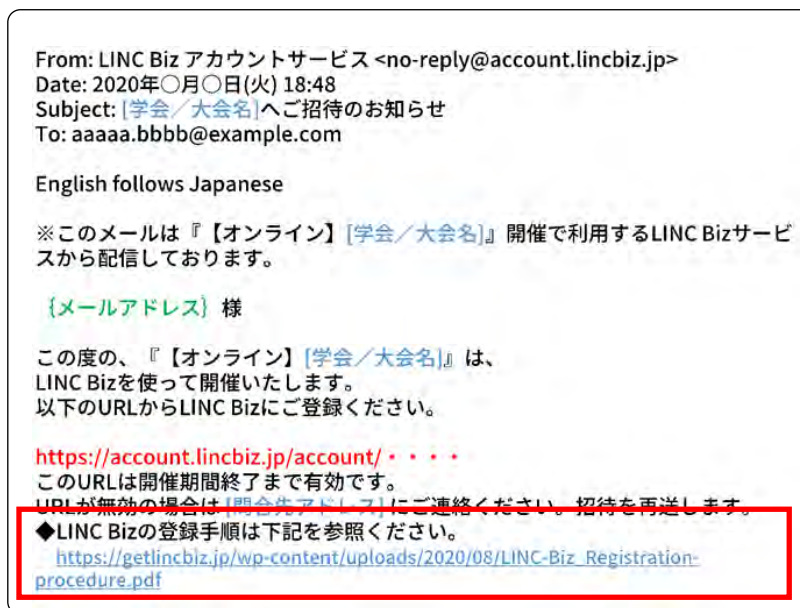 From: LINC Biz アカウントサービス <no-reply@account.lincbiz.jp>
Date: 2020年○月○日(火) 18:48
Subject: [学会／大会名]へご招待のお知らせ
To: aaaaa.bbbb@example.com
English follows Japanese
※このメールは『【オンライン】[学会／大会名]』開催で利用するLINC Bizサービ
スから配信しております。
{メールアドレス} 様
この度の、『【オンライン】[学会／大会名]』は、
LINC Bizを使って開催いたします。
以下のURLからLINC Bizにご登録ください。
https://account.lincbiz.jp/account/・・・・
このURLは開催期間終了まで有効です。
URLが無効の場合は [問合先アドレス] にご連絡ください。招待を再送します。
◆LINC Bizの登録手順は下記を参照ください。
https://getlincbiz.jp/wp-content/uploads/2020/08/LINC-Biz_Registration-
procedure.pdf